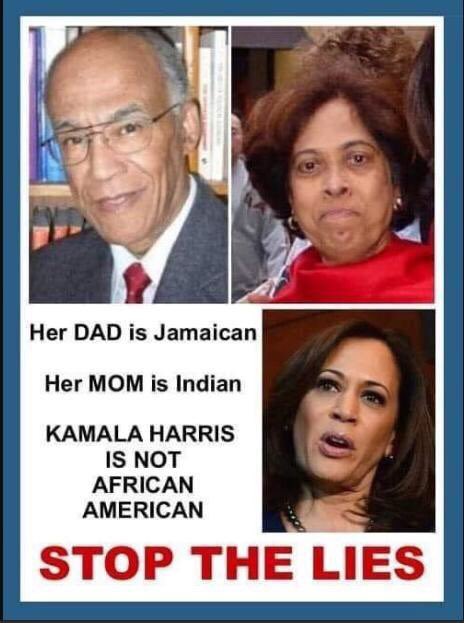 Her DAD is Jamaican
Her MOM is Indian
KAMALA HARRIS
IS NOT
AFRICAN
AMERICAN
STOP THE LIES